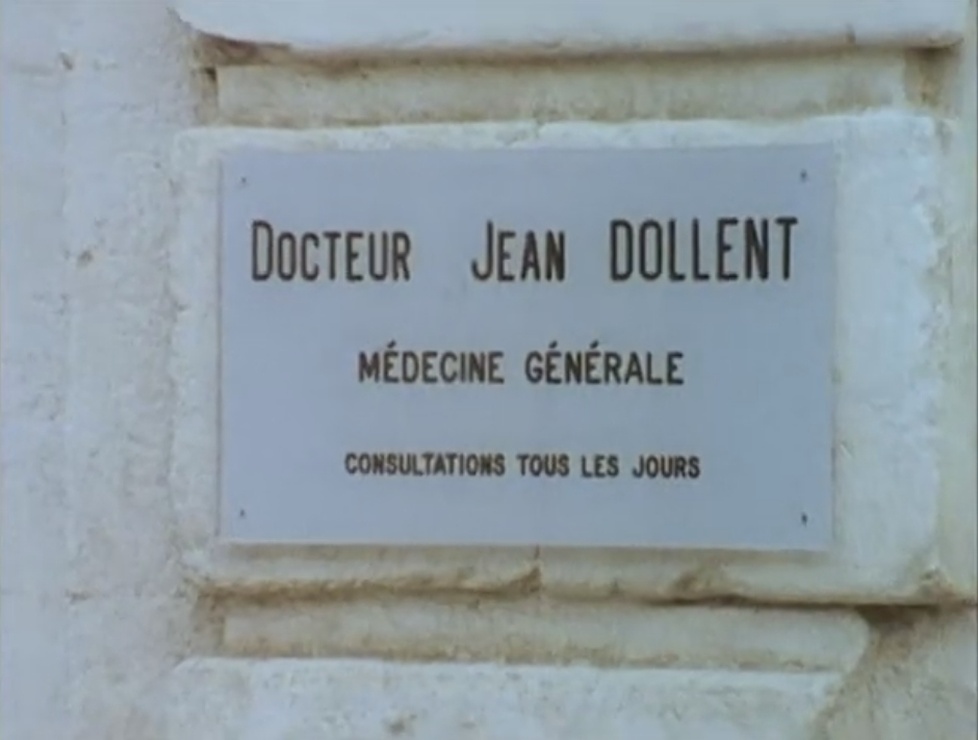 DOCTEUR JEAN DOLLENT
MÉDECINE GÉNÉRALE
CONSULTATIONS TOUS LES JOURS